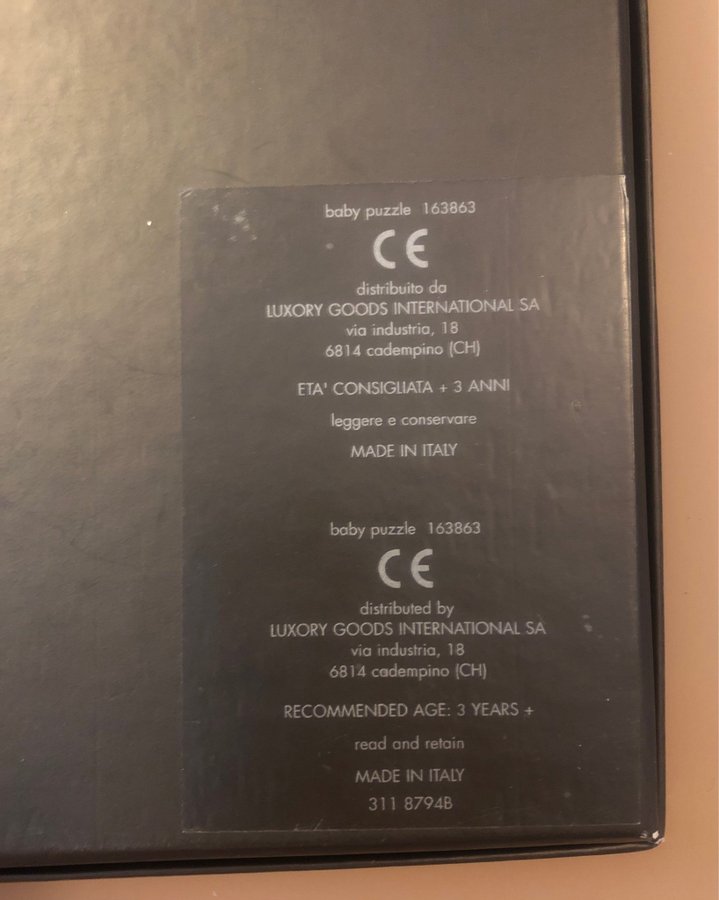 baby puzzle 163863
CE
distribuito da
LUXORY GOODS INTERNATIONAL SA
via industria, 18
6814 cadempino (CH)
ETA' CONSIGLIATA + 3 ANNI
leggere e conservare
MADE IN ITALY
baby puzzle 163863
CE
distributed by
LUXORY GOODS INTERNATIONAL SA
via industria, 18
6814 cadempino (CH)
RECOMMENDED AGE: 3 YEARS +
read and retain
MADE IN ITALY
311 8794B